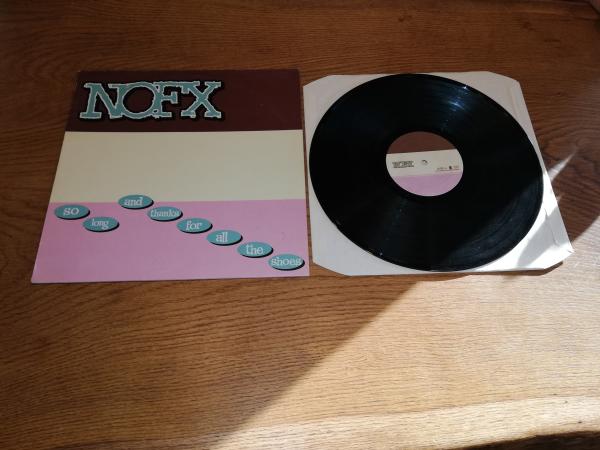 NOFX
so
long
and
thanks
for
all
the
shoes
NOFX